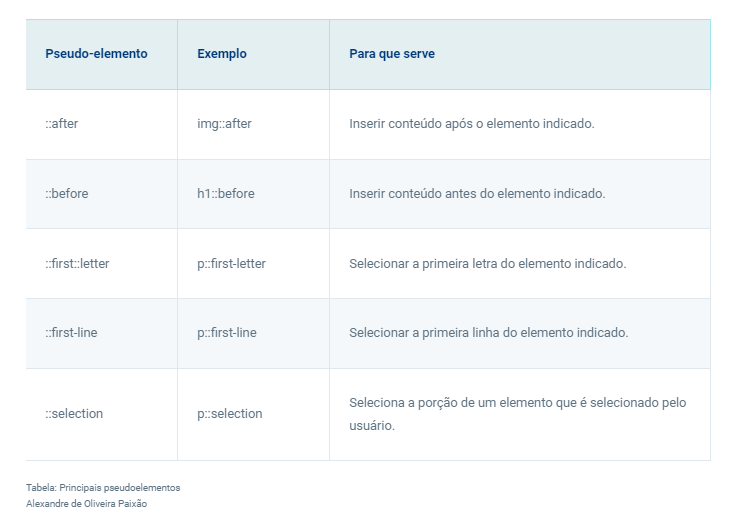 Pseudo-elemento Exemplo Para que serve
::after img::after Inserir conteúdo após o elemento indicado.
::before h1::before Inserir conteúdo antes do elemento indicado.
::first::letter p::first-letter Selecionar a primeira letra do elemento indicado.
::first-line p::first-line Selecionar a primeira linha do elemento indicado.
::selection p::selection Seleciona a porção de um elemento que é selecionado pelo
usuário.
Tabela: Principais pseudoelementos
Alexandre de Oliveira Paixão